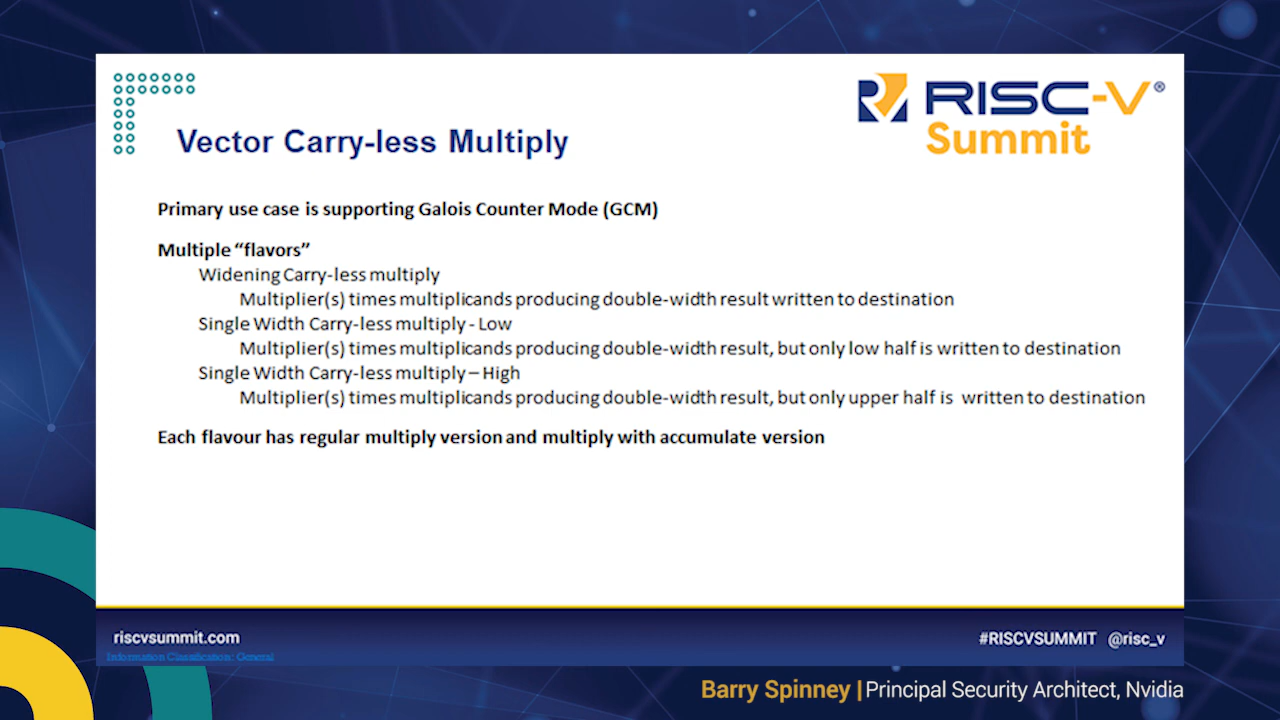 RISC-V®
Summit
Vector Carry-less Multiply
Primary use case is supporting Galois Counter Mode (GCM)
Multiple “flavors”
Widening Carry-less multiply
Multiplier(s) times multiplicands producing double-width result written to destination
Single Width Carry-less multiply - Low
Multiplier(s) times multiplicands producing double-width result, but only low half is written to destination
Single Width Carry-less multiply – High
Multiplier(s) times multiplicands producing double-width result, but only upper half is written to destination
Each flavour has regular multiply version and multiply with accumulate version
riscvsummit.com
#RISCVSUMMIT @risc_v
Information Classification: General
Barry Spinney | Principal Security Architect, Nvidia